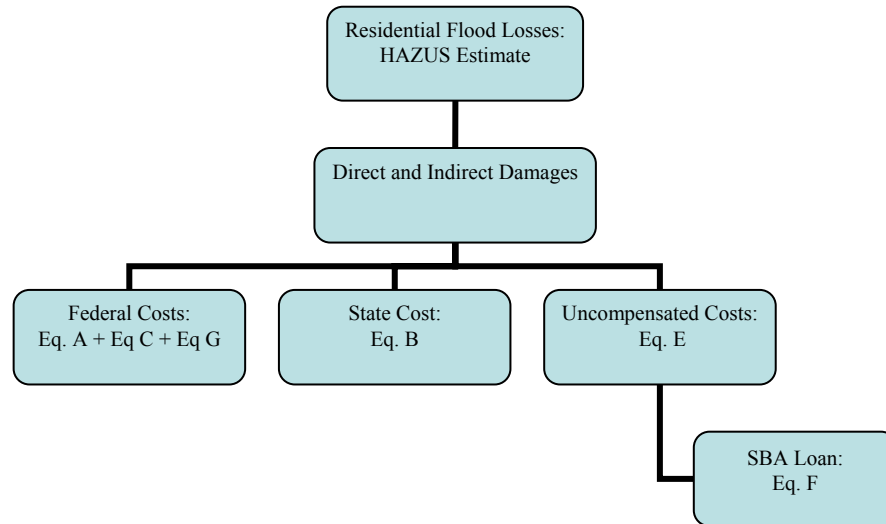 Residential Flood Losses:
HAZUS Estimate
Direct and Indirect Damages
Federal Costs:
Eq. A + Eq C + Eq G
State Cost:
Eq. B
Uncompensated Costs:
Eq. E
SBA Loan:
Eq. F